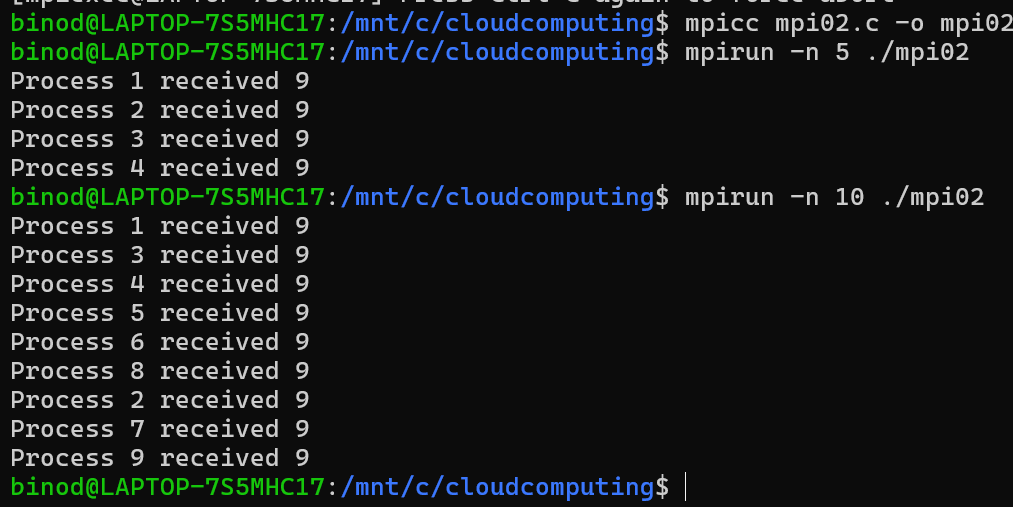 binod@LAPTOP-7S5MHC17:/mnt/c/cloudcomputing$ mpicc mpi02.c -o mpi02
binod@LAPTOP-7S5MHC17:/mnt/c/cloudcomputing$ mpirun -n 5 ./mpi02
Process 1 received 9
Process 2 received 9
Process 3 received 9
Process 4 received 9
binod@LAPTOP-7S5MHC17:/mnt/c/cloudcomputing$ mpirun -n 10 ./mpi02
Process 1 received 9
Process 3 received 9
Process 4 received 9
Process 5 received 9
Process 6 received 9
Process 8 received 9
Process 2 received 9
Process 7 received 9
Process 9 received 9
binod@LAPTOP-7S5MHC17:/mnt/c/cloudcomputing$